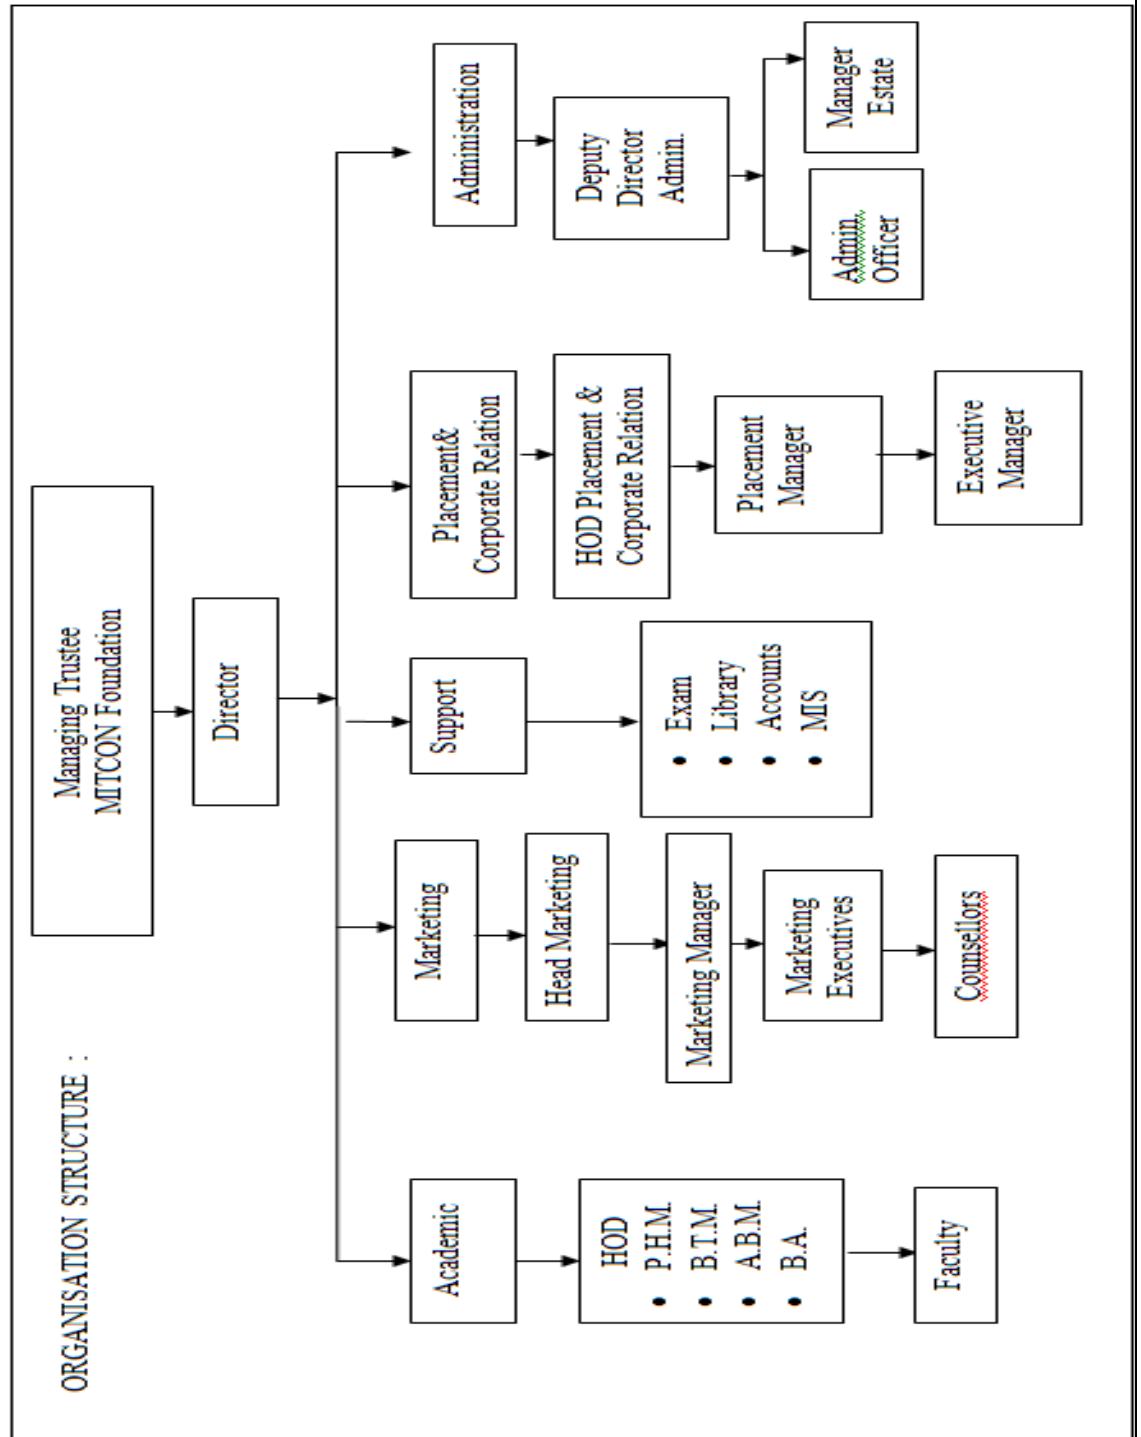 ORGANISATION STRUCTURE :
Managing Trustee
MITCON Foundation
Director
Academic
HOD
• P.H.M.
• B.T.M.
• A.B.M.
• B.A.
Faculty
Marketing
Head Marketing
Marketing Manager
Marketing
Executives
Counsellors
Support
• Exam
• Library
• Accounts
• MIS
Placement&
Corporate Relation
HOD Placement &
Corporate Relation
Placement
Manager
Executive
Manager
Administration
Deputy
Director
Admin.
Admin.
Officer
Manager
Estate